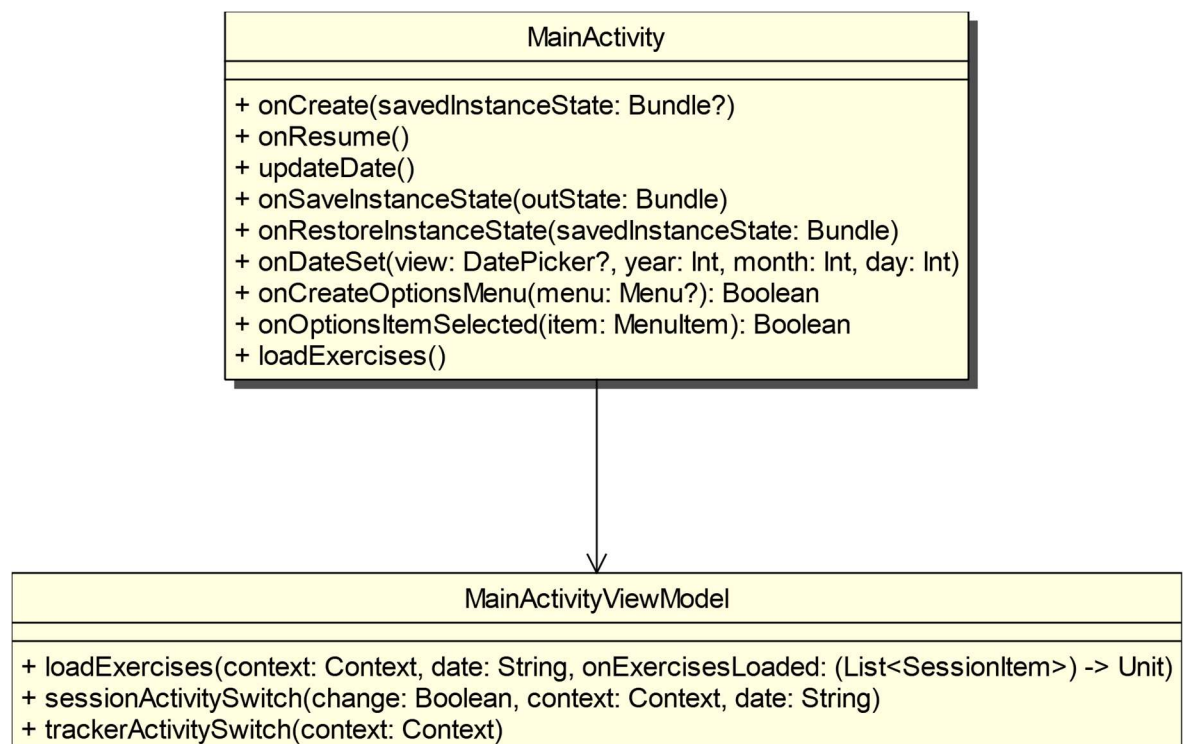 MainActivity
+ onCreate(savedInstanceState: Bundle?)
+ onResume()
+ updateDate()
+ onSaveInstanceState(outState: Bundle)
+ onRestoreInstanceState(savedInstanceState: Bundle)
+ onDateSet(view: DatePicker?, year: Int, month: Int, day: Int)
+ onCreateOptionsMenu(menu: Menu?): Boolean
+ onOptionsItemSelected(item: MenuItem): Boolean
+ loadExercises()
MainActivityViewModel
+ loadExercises(context: Context, date: String, onExercisesLoaded: (List<SessionItem>) -> Unit)
+ sessionActivitySwitch(change: Boolean, context: Context, date: String)
+ trackerActivitySwitch(context: Context)